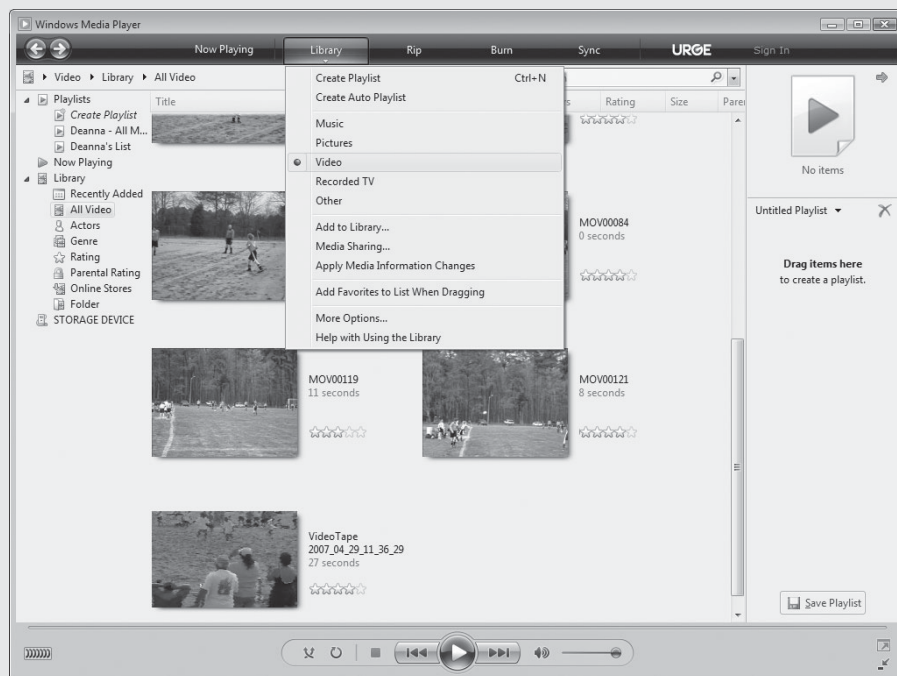 Windows Media Player
Now Playing
Library
Rip
Burn
Sync
URGE
Sign In
Video
Library
All Video
Playlists
Create Playlist
Deanna - All M...
Deanna's List
Now Playing
Library
Recently Added
All Video
Actors
Genre
Rating
Parental Rating
Online Stores
Folder
STORAGE DEVICE
Title
Rating
Size
Create Playlist Ctrl+N
Create Auto Playlist
Music
Pictures
Video
Recorded TV
Other
Add to Library...
Media Sharing...
Apply Media Information Changes
Add Favorites to List When Dragging
More Options...
Help with Using the Library
MOV00084
0 seconds
MOV00119
11 seconds
MOV00121
8 seconds
VideoTape
2007_04_29_11_36_29
27 seconds
No items
Untitled Playlist
Drag items here
to create a playlist.
Save Playlist